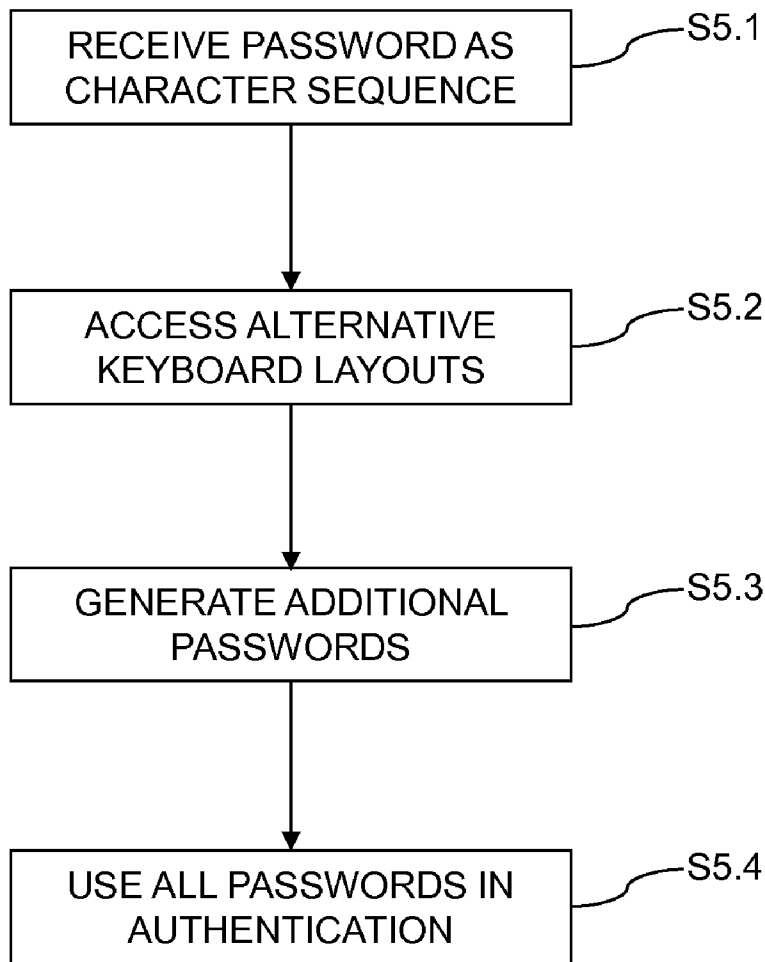 RECEIVE PASSWORD AS
CHARACTER SEQUENCE
S5.1
ACCESS ALTERNATIVE
KEYBOARD LAYOUTS
S5.2
GENERATE ADDITIONAL
PASSWORDS
S5.3
USE ALL PASSWORDS IN
AUTHENTICATION
S5.4